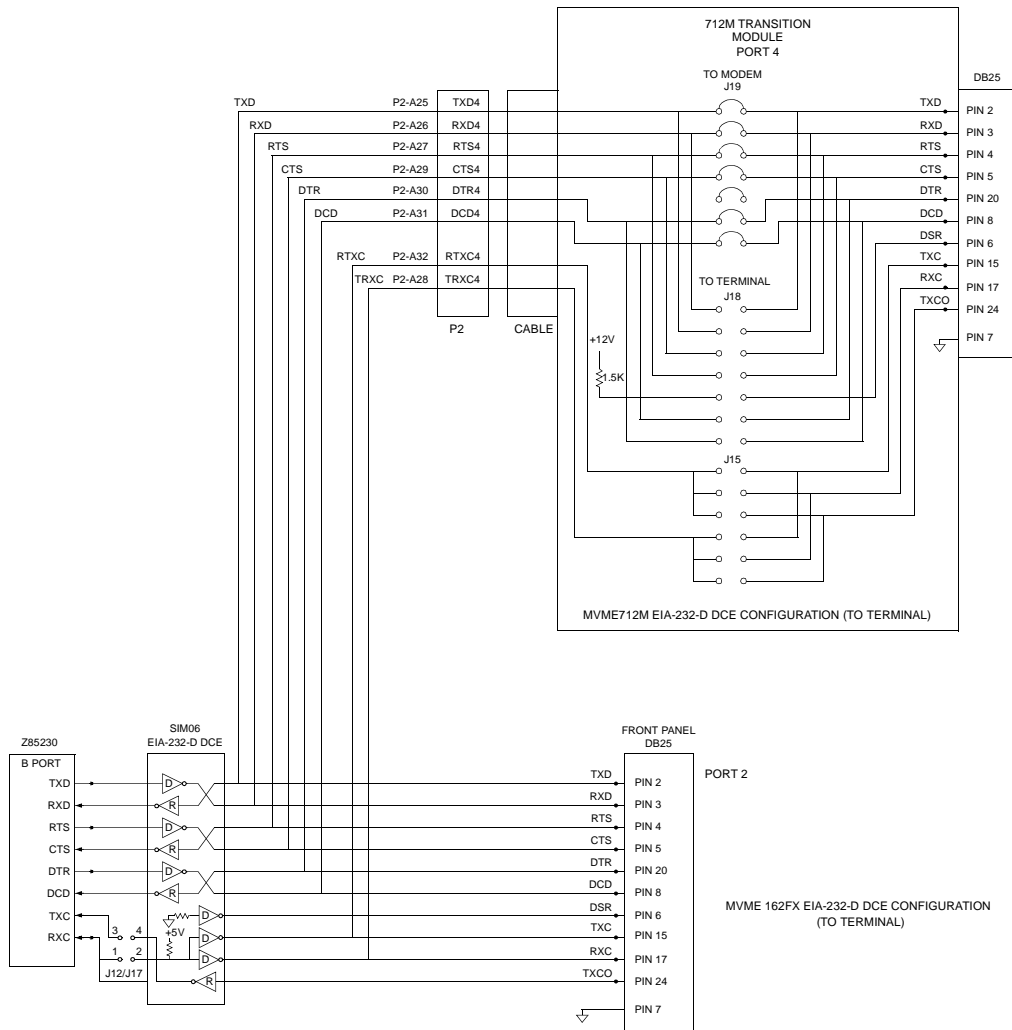 712M TRANSITION
MODULE
PORT 4
TO MODEM
J19
DB25
TXD P2-A25 TXD4 TXD PIN 2
RXD P2-A26 RXD4 RXD PIN 3
RTS P2-A27 RTS4 RTS PIN 4
CTS P2-A29 CTS4 CTS PIN 5
DTR P2-A30 DTR4 DTR PIN 20
DCD P2-A31 DCD4 DCD PIN 8
DSR PIN 6
RTXC P2-A32 RTXC4 TXC PIN 15
TRXC P2-A28 TRXC4 RXC PIN 17
TXCO PIN 24
PIN 7
TO TERMINAL
J18
P2 CABLE
+12V
1.5K
J15
MVME712M EIA-232-D DCE CONFIGURATION (TO TERMINAL)
SIM06
EIA-232-D DCE
Z85230
B PORT
FRONT PANEL
DB25
PORT 2
TXD D TXD PIN 2
RXD R RXD PIN 3
RTS D RTS PIN 4
CTS R CTS PIN 5
DTR D DTR PIN 20
DCD R DCD PIN 8
TXC D DSR PIN 6
RXC 3 4 +5V D TXC PIN 15
1 2 D RXC PIN 17
J12/J17 R TXCO PIN 24
PIN 7
MVME 162FX EIA-232-D DCE CONFIGURATION
(TO TERMINAL)